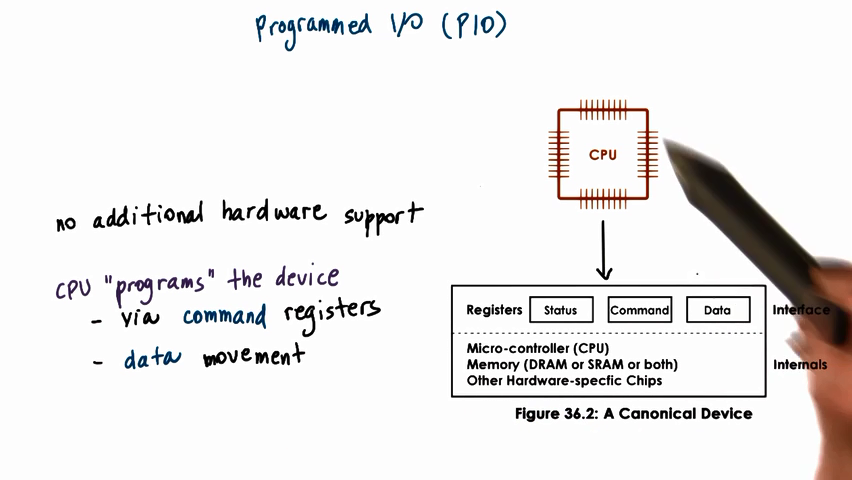 Programmed I/O (PIO)
CPU
no additional hardware support
CPU "programs" the device
- via command registers
- data movement
Registers Status Command Data Interface
Micro-controller (CPU)
Memory (DRAM or SRAM or both) Internals
Other Hardware-specfic Chips
Figure 36.2: A Canonical Device